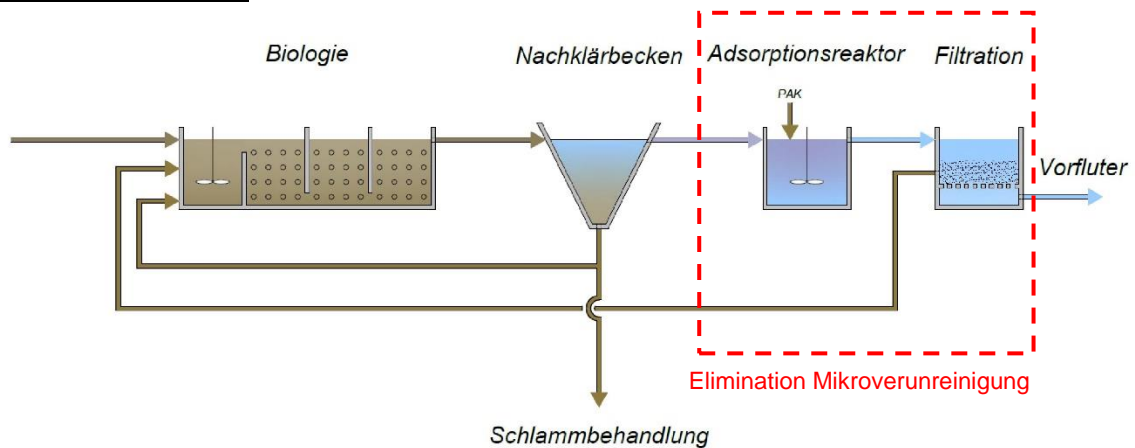 Biologie
Nachklärbecken
Adsorptionsreaktor
Filtration
PAK
Vorfluter
Elimination Mikroverunreinigung
Schlammbehandlung